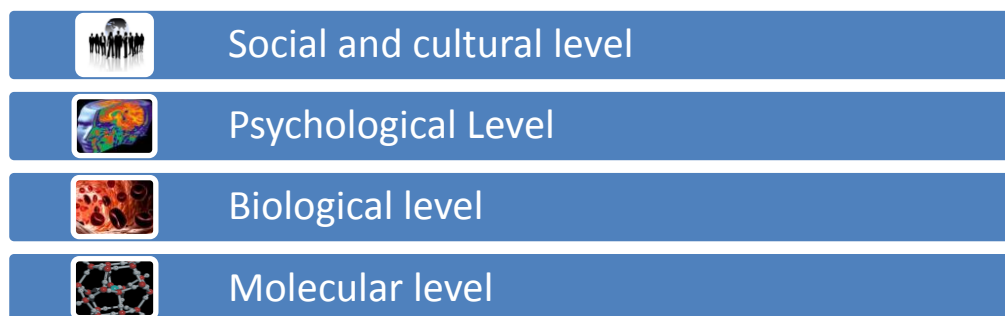 Social and cultural level
Psychological Level
Biological level
Molecular level